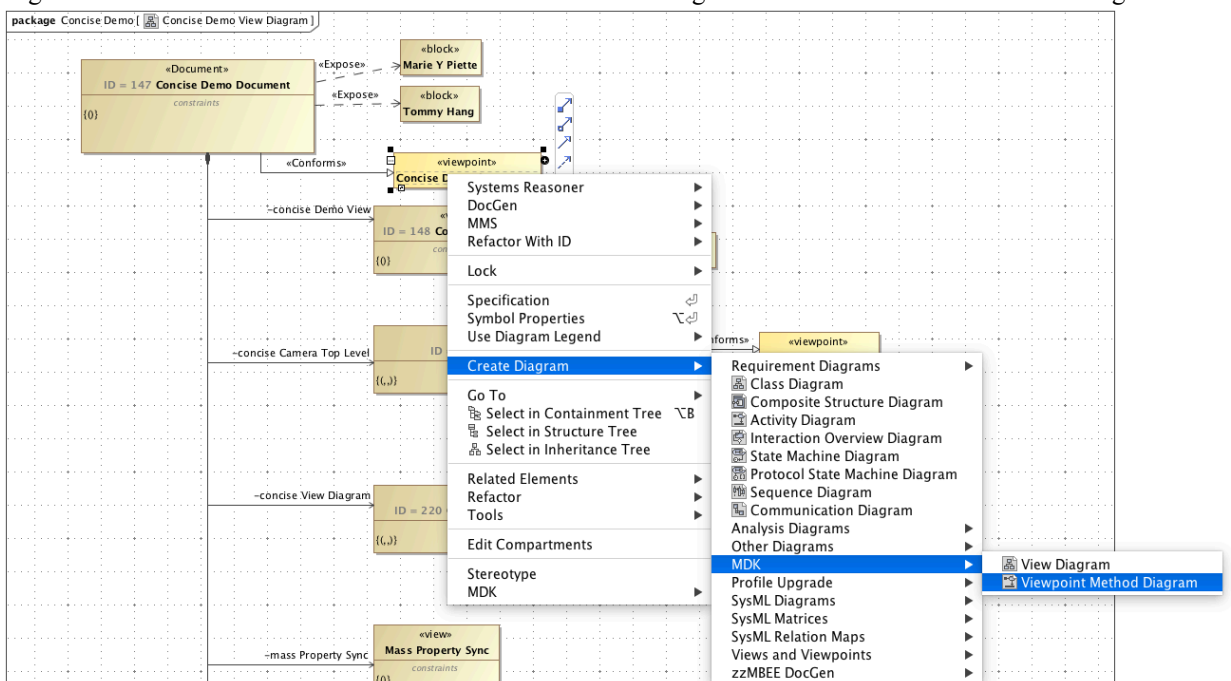 package Concise Demo [ Concise Demo View Diagram ]
«Document»
ID = 147 Concise Demo Document
constraints
{0}
«Expose»
«block»
Marie Y Piette
«Expose»
«block»
Tommy Hang
«Conforms»
«viewpoint»
Concise
-concise Demo View
ID = 148
{0}
-concise Camera Top Level
ID
{(,)}
«viewpoint»
-concise View Diagram
ID = 220
{(,)}
-mass Property Sync
«view»
Mass Property Sync
constraints
{0}
Systems Reasoner
DocGen
MMS
Refactor With ID
Lock
Specification ⏎
Symbol Properties ⌥⏎
Use Diagram Legend
Create Diagram
Go To
Select in Containment Tree ⌥B
Select in Structure Tree
Select in Inheritance Tree
Related Elements
Refactor
Tools
Edit Compartments
Stereotype
MDK
Requirement Diagrams
Class Diagram
Composite Structure Diagram
Activity Diagram
Interaction Overview Diagram
State Machine Diagram
Protocol State Machine Diagram
Sequence Diagram
Communication Diagram
Analysis Diagrams
Other Diagrams
MDK
Profile Upgrade
SysML Diagrams
SysML Matrices
SysML Relation Maps
Views and Viewpoints
zzMBEE DocGen
View Diagram
Viewpoint Method Diagram